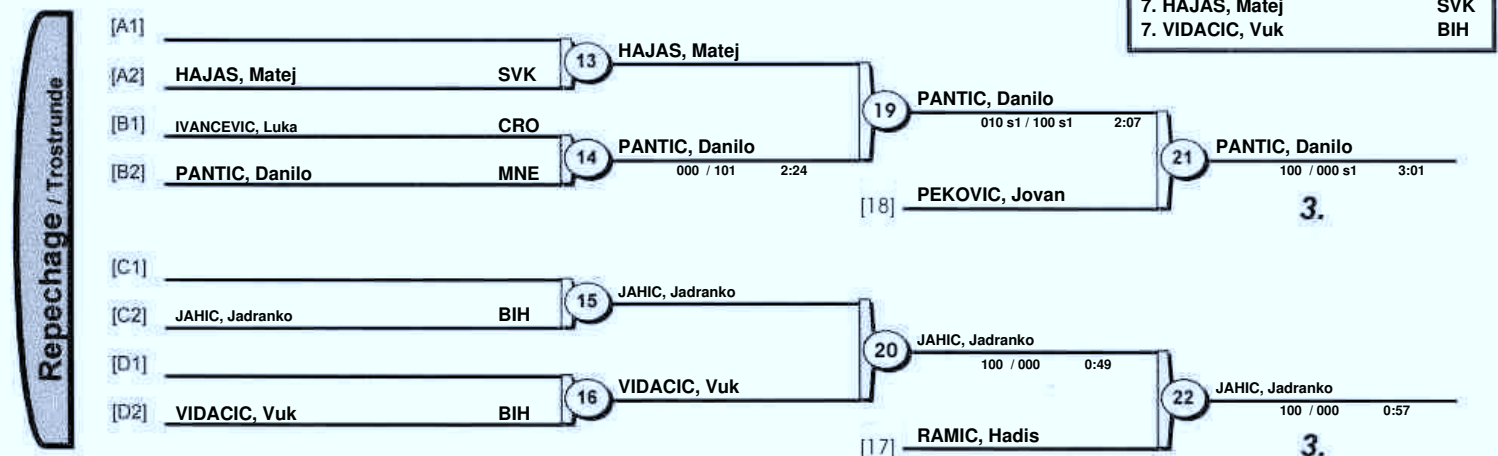 7. HAJAS, Matej SVK
7. VIDACIC, Vuk BIH
Repechage / Trostrunde
[A1]
13 HAJAS, Matej
[A2] HAJAS, Matej SVK
19 PANTIC, Danilo
010 s1 / 100 s1 2:07
[B1] IVANCEVIC, Luka CRO
14 PANTIC, Danilo
000 / 101 2:24
21 PANTIC, Danilo
100 / 000 s1 3:01
[B2] PANTIC, Danilo MNE
[18] PEKOVIC, Jovan
3.
[C1]
15 JAHIC, Jadranko
[C2] JAHIC, Jadranko BIH
20 JAHIC, Jadranko
100 / 000 0:49
[D1]
16 VIDACIC, Vuk
22 JAHIC, Jadranko
100 / 000 0:57
[D2] VIDACIC, Vuk BIH
[17] RAMIC, Hadis
3.